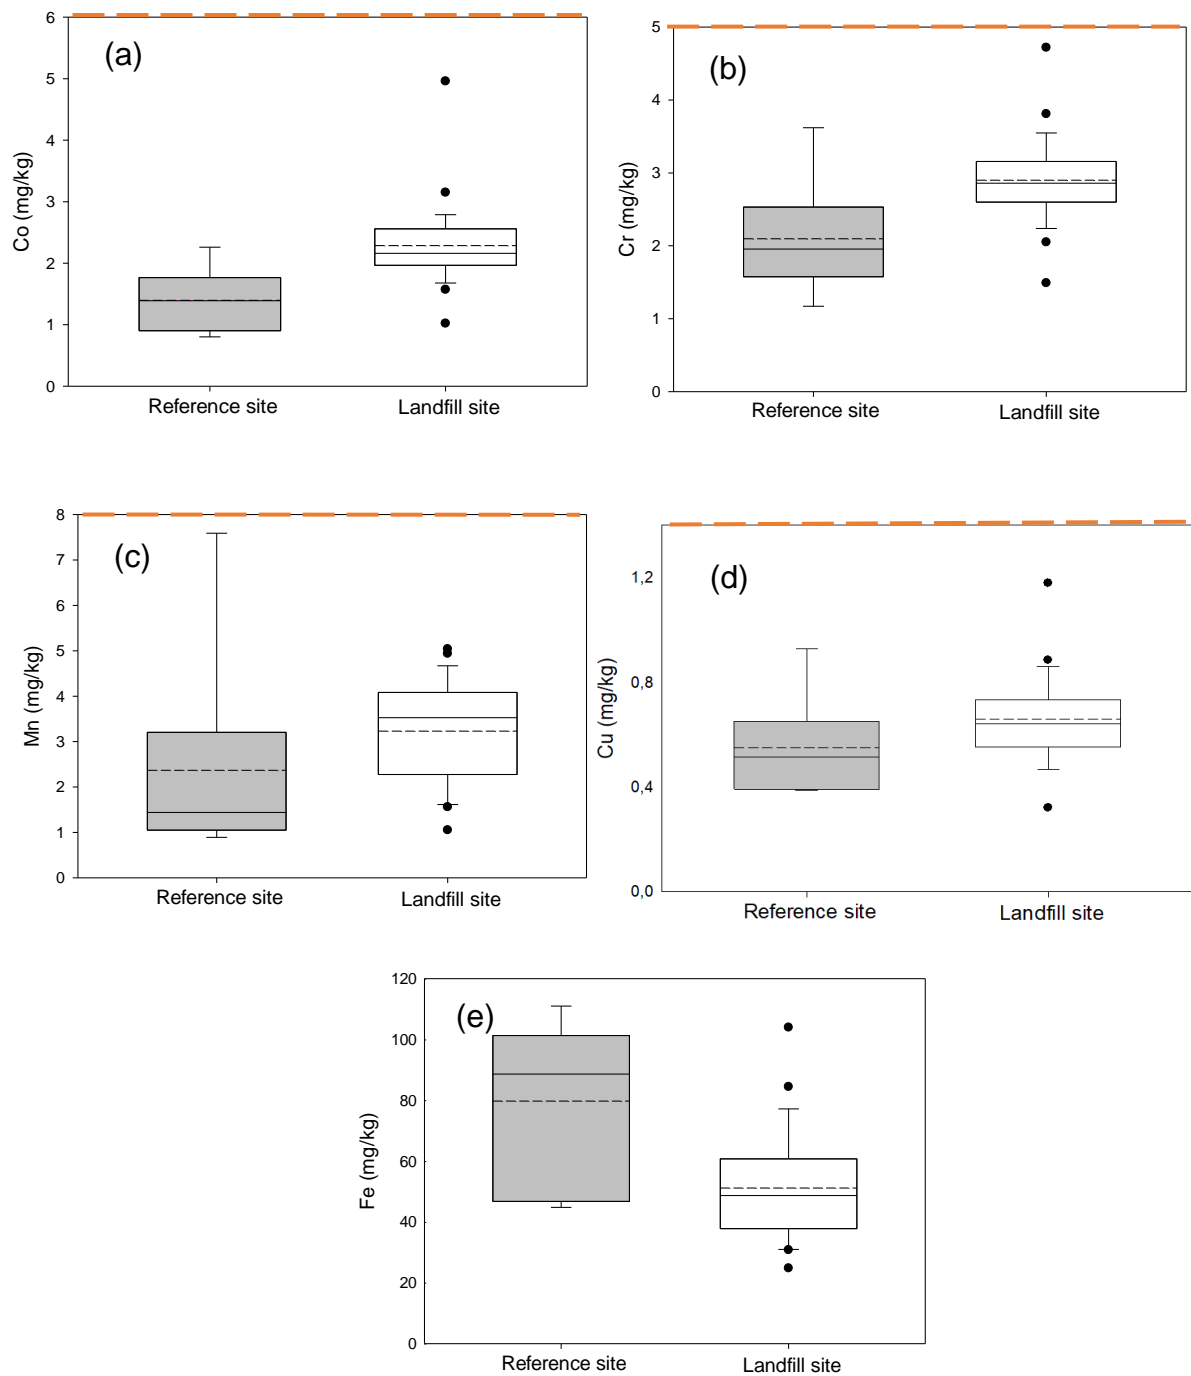 (a)
Co (mg/kg)
6
5
4
3
2
1
0
Reference site
Landfill site
(b)
Cr (mg/kg)
5
4
3
2
1
0
Reference site
Landfill site
(c)
Mn (mg/kg)
8
7
6
5
4
3
2
1
0
Reference site
Landfill site
(d)
Cu (mg/kg)
1,2
0,8
0,4
0,0
Reference site
Landfill site
(e)
Fe (mg/kg)
120
100
80
60
40
20
0
Reference site
Landfill site